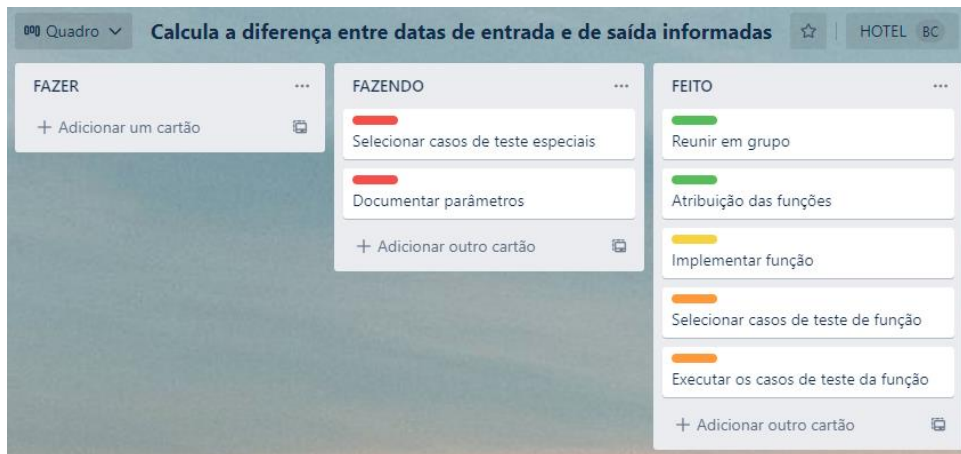 Quadro
Calcula a diferença entre datas de entrada e de saída informadas
HOTEL BC
FAZER
+ Adicionar um cartão
FAZENDO
Selecionar casos de teste especiais
Documentar parâmetros
+ Adicionar outro cartão
FEITO
Reunir em grupo
Atribuição das funções
Implementar função
Selecionar casos de teste de função
Executar os casos de teste da função
+ Adicionar outro cartão